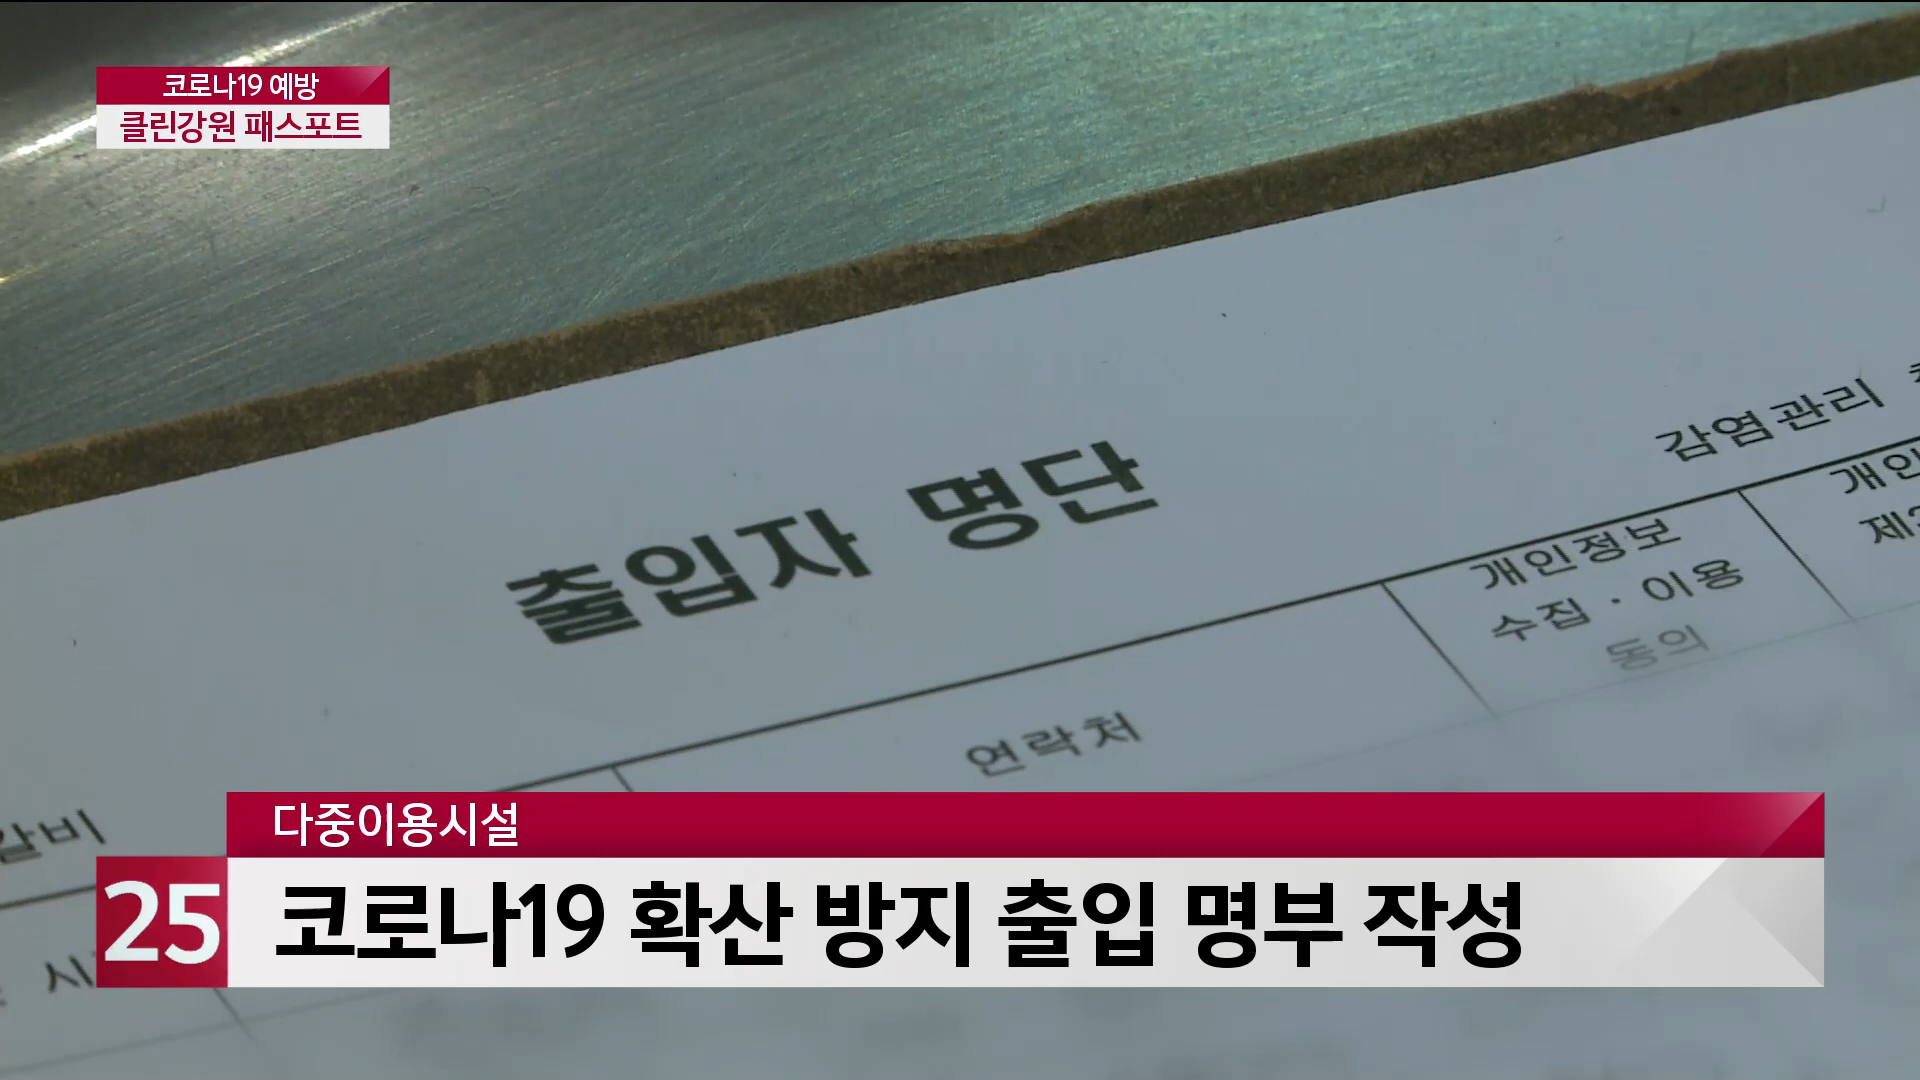 코로나19 예방
클린강원 패스포트
출입자 명단
감염관리
개인정보
수집·이용
동의
연락처
다중이용시설
25
코로나19 확산 방지 출입 명부 작성